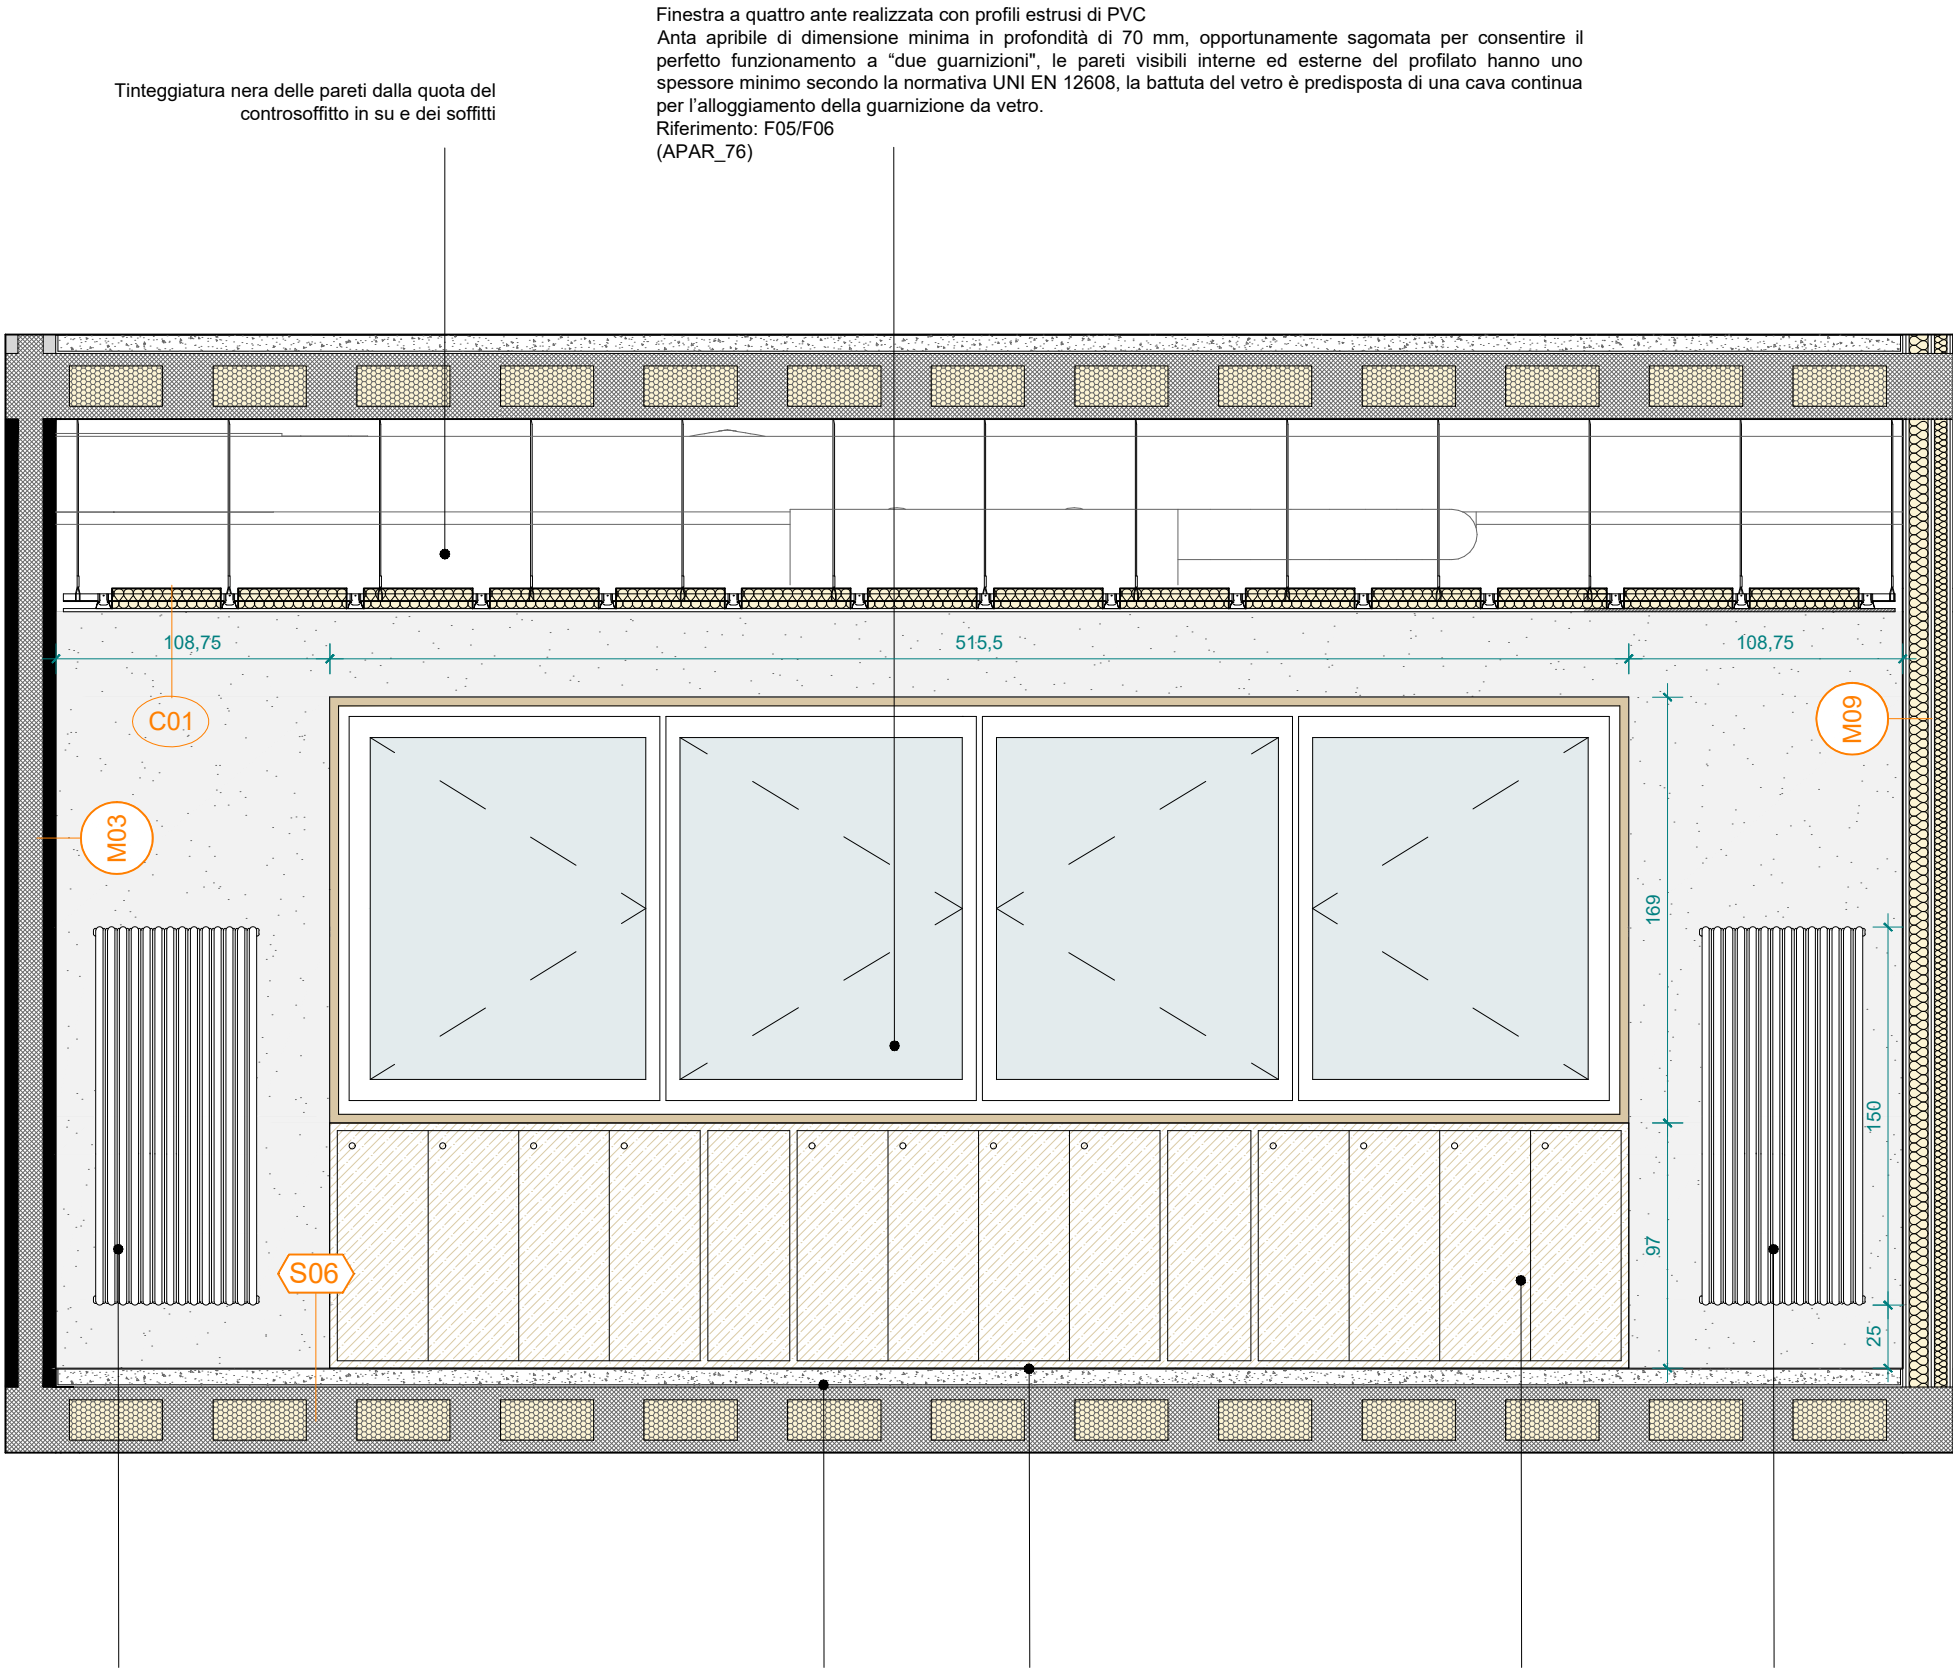 Finestra a quattro ante realizzata con profili estrusi di PVC
Anta apribile di dimensione minima in profondità di 70 mm, opportunamente sagomata per consentire il
perfetto funzionamento a “due guarnizioni", le pareti visibili interne ed esterne del profilato hanno uno
spessore minimo secondo la normativa UNI EN 12608, la battuta del vetro è predisposta di una cava continua
per l’alloggiamento della guarnizione da vetro.
Riferimento: F05/F06
(APAR_76)
Tinteggiatura nera delle pareti dalla quota del
controsoffitto in su e dei soffitti
108,75
515,5
108,75
C01
M09
M03
169
150
97
S06
25